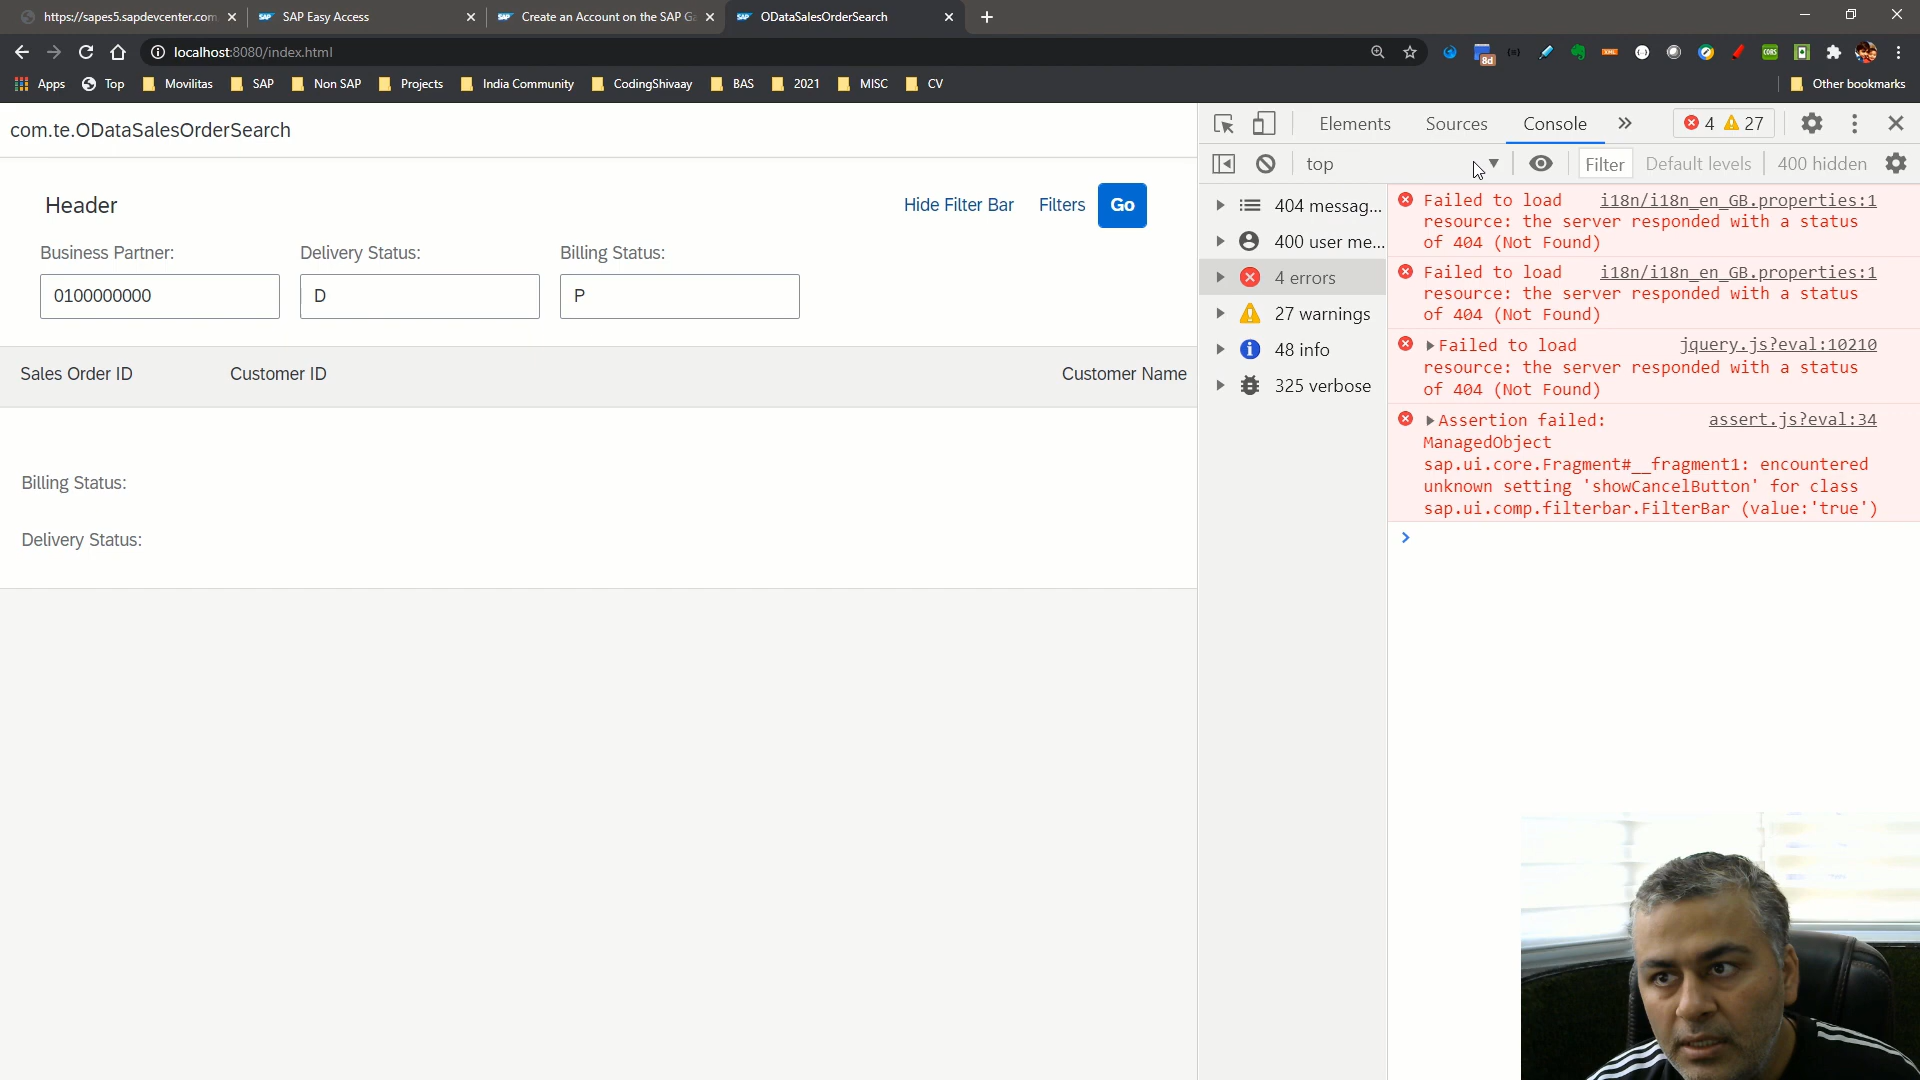 https://sapes5.sapdevcenter.com
SAP Easy Access
Create an Account on the SAP Ga
ODataSalesOrderSearch
localhost:8080/index.html
8d
CORS
Apps
Top
Movilitas
SAP
Non SAP
Projects
India Community
CodingShivaay
BAS
2021
MISC
CV
Other bookmarks
com.te.ODataSalesOrderSearch
Header
Hide Filter Bar
Filters
Go
Business Partner:
Delivery Status:
Billing Status:
0100000000
D
P
Sales Order ID
Customer ID
Customer Name
Billing Status:
Delivery Status:
Elements
Sources
Console
4
27
top
Filter
Default levels
400 hidden
404 messag...
400 user me...
4 errors
27 warnings
48 info
325 verbose
Failed to load i18n/i18n_en_GB.properties:1
resource: the server responded with a status
of 404 (Not Found)
Failed to load i18n/i18n_en_GB.properties:1
resource: the server responded with a status
of 404 (Not Found)
Failed to load jquery.js?eval:10210
resource: the server responded with a status
of 404 (Not Found)
Assertion failed: assert.js?eval:34
ManagedObject
sap.ui.core.Fragment#__fragment1: encountered
unknown setting 'showCancelButton' for class
sap.ui.comp.filterbar.FilterBar (value:'true')